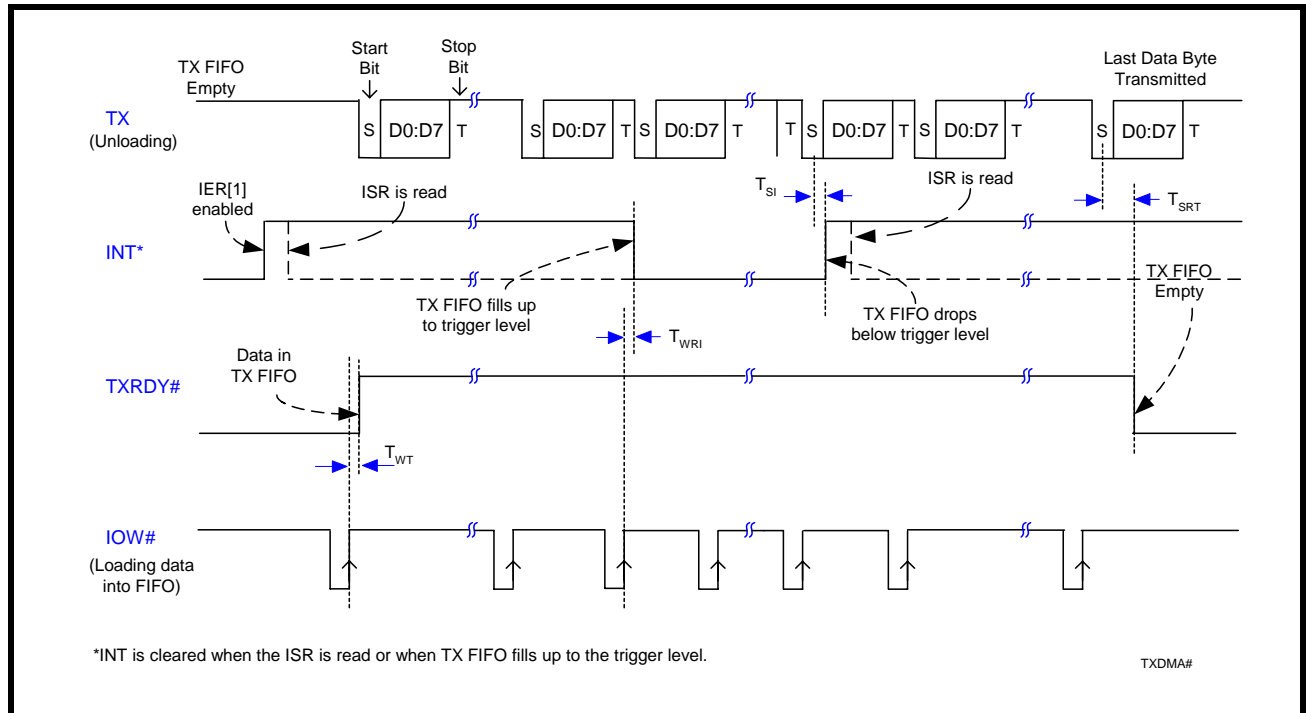 Start
Bit
Stop
Bit
TX FIFO
Empty
Last Data Byte
Transmitted
TX
(Unloading)
S D0:D7 T
S D0:D7 T S D0:D7 T
T S D0:D7 T S D0:D7 T
S D0:D7 T
IER[1]
enabled
ISR is read
TSI
ISR is read
TSRT
INT*
TX FIFO fills up
to trigger level
TX FIFO drops
below trigger level
TX FIFO
Empty
TWRI
Data in
TX FIFO
TXRDY#
TWT
IOW#
(Loading data
into FIFO)
*INT is cleared when the ISR is read or when TX FIFO fills up to the trigger level.
TXDMA#